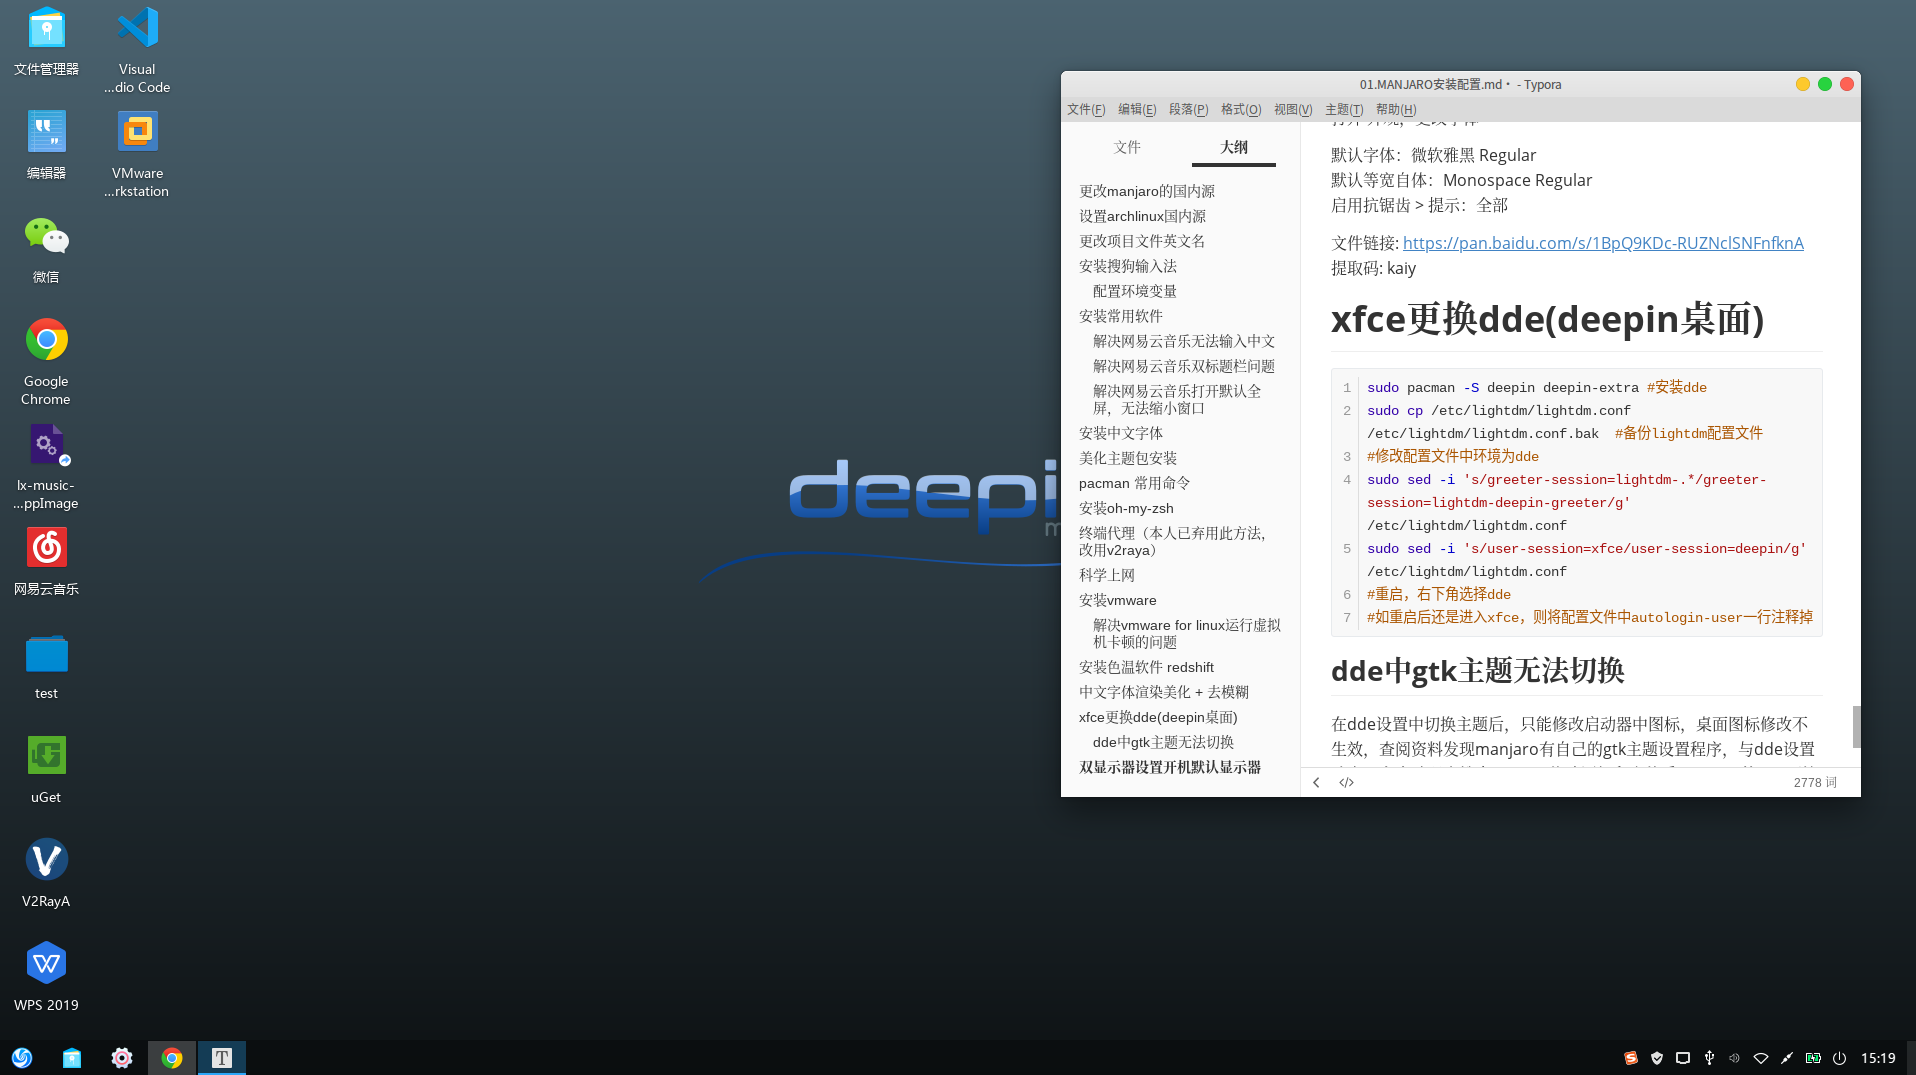 文件管理器
Visual
...dio Code
编辑器
VMware
...rkstation
微信
Google
Chrome
lx-music-
...ppImage
网易云音乐
test
uGet
V2RayA
WPS 2019
deepi
01.MANJARO安装配置.md• - Typora
文件(F) 编辑(E) 段落(P) 格式(O) 视图(V) 主题(T) 帮助(H)
文件 大纲
更改manjaro的国内源
设置archlinux国内源
更改项目文件英文名
安装搜狗输入法
配置环境变量
安装常用软件
解决网易云音乐无法输入中文
解决网易云音乐双标题栏问题
解决网易云音乐打开默认全
屏，无法缩小窗口
安装中文字体
美化主题包安装
pacman 常用命令
安装oh-my-zsh
终端代理（本人已弃用此方法，
改用v2raya）
科学上网
安装vmware
解决vmware for linux运行虚拟
机卡顿的问题
安装色温软件 redshift
中文字体渲染美化 + 去模糊
xfce更换dde(deepin桌面)
dde中gtk主题无法切换
双显示器设置开机默认显示器
默认字体：微软雅黑 Regular
默认等宽自体：Monospace Regular
启用抗锯齿 > 提示：全部
文件链接: https://pan.baidu.com/s/1BpQ9KDc-RUZNclSNFnfknA
提取码: kaiy
xfce更换dde(deepin桌面)
1 sudo pacman -S deepin deepin-extra #安装dde
2 sudo cp /etc/lightdm/lightdm.conf
/etc/lightdm/lightdm.conf.bak  #备份lightdm配置文件
3 #修改配置文件中环境为dde
4 sudo sed -i 's/greeter-session=lightdm-.*/greeter-
session=lightdm-deepin-greeter/g'
/etc/lightdm/lightdm.conf
5 sudo sed -i 's/user-session=xfce/user-session=deepin/g'
/etc/lightdm/lightdm.conf
6 #重启，右下角选择dde
7 #如重启后还是进入xfce，则将配置文件中autologin-user一行注释掉
dde中gtk主题无法切换
在dde设置中切换主题后，只能修改启动器中图标，桌面图标修改不
生效，查阅资料发现manjaro有自己的gtk主题设置程序，与dde设置
2778 词
15:19